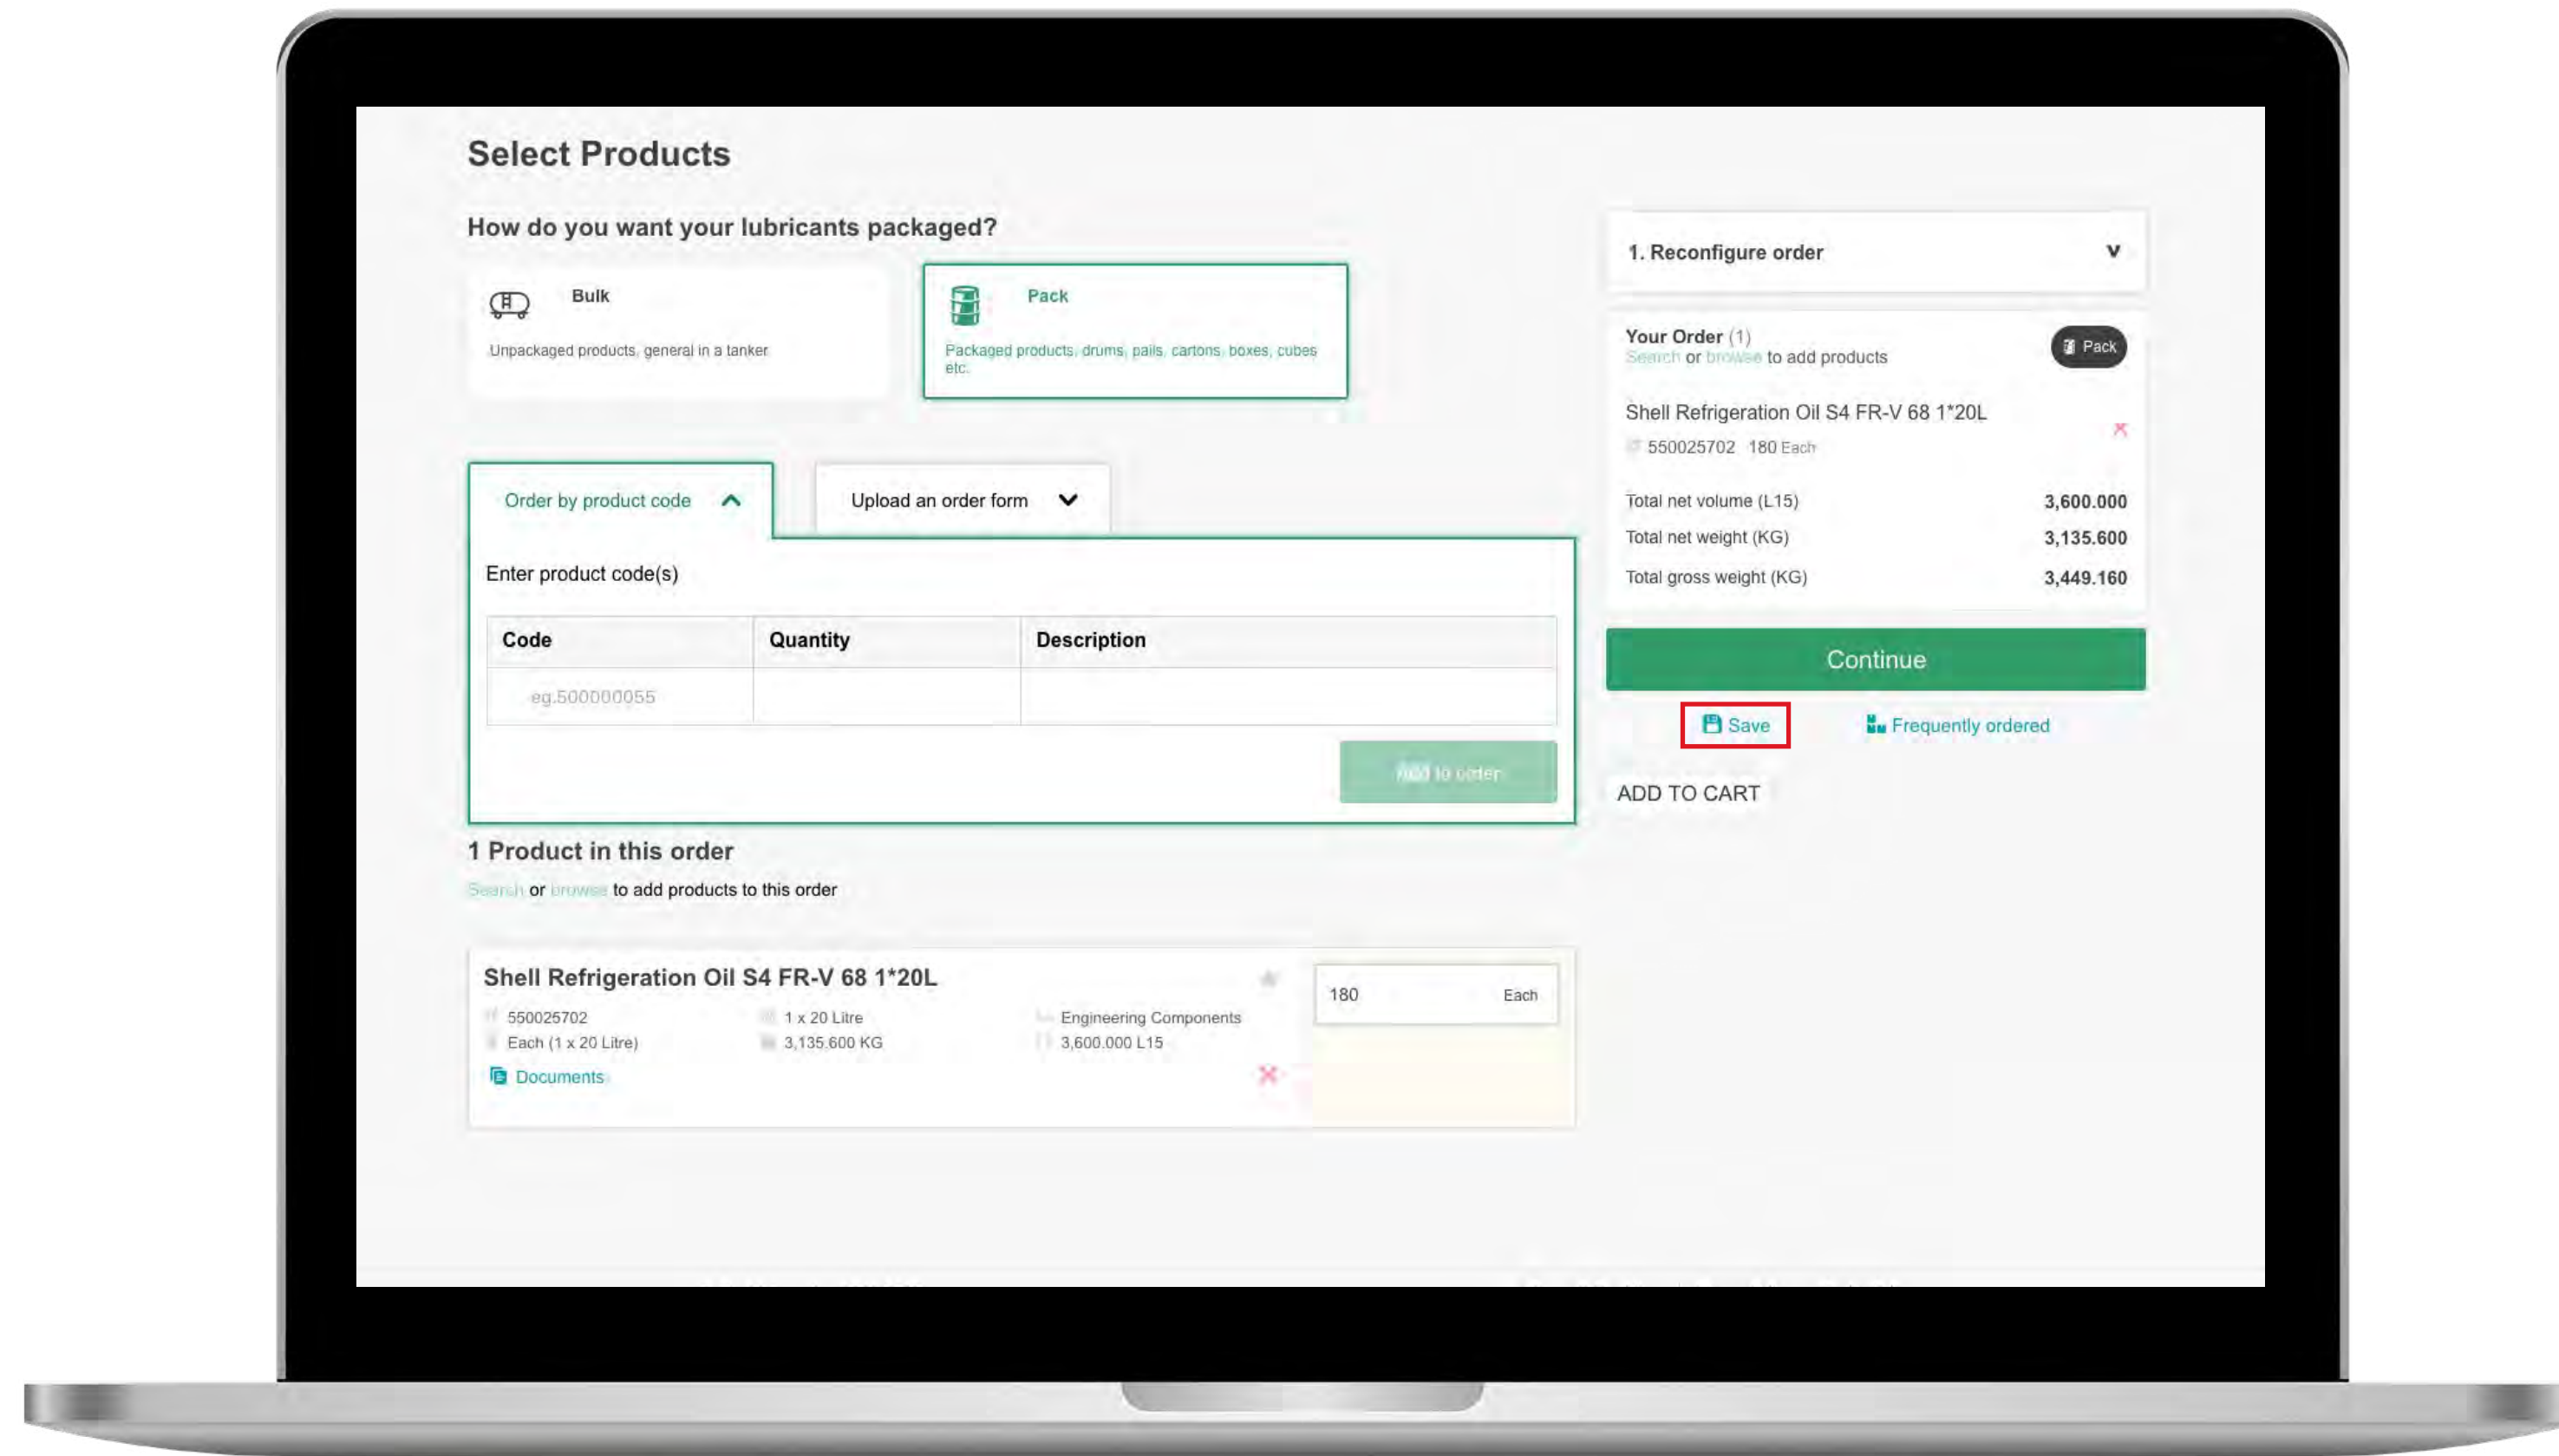 Select Products
How do you want your lubricants packaged?
Bulk
Unpackaged products, general in a tanker
Pack
Packaged products, drums, pails, cartons, boxes, cubes
etc.
Order by product code
Upload an order form
Enter product code(s)
Code Quantity Description
eg.500000055
Add to order
1 Product in this order
Search or browse to add products to this order
Shell Refrigeration Oil S4 FR-V 68 1*20L
550025702 1 x 20 Litre Engineering Components
Each (1 x 20 Litre) 3,135.600 KG 3,600.000 L15
Documents
180 Each
1. Reconfigure order
Your Order (1)
Search or browse to add products
Pack
Shell Refrigeration Oil S4 FR-V 68 1*20L
550025702 180 Each
Total net volume (L15) 3,600.000
Total net weight (KG) 3,135.600
Total gross weight (KG) 3,449.160
Continue
Save
Frequently ordered
ADD TO CART